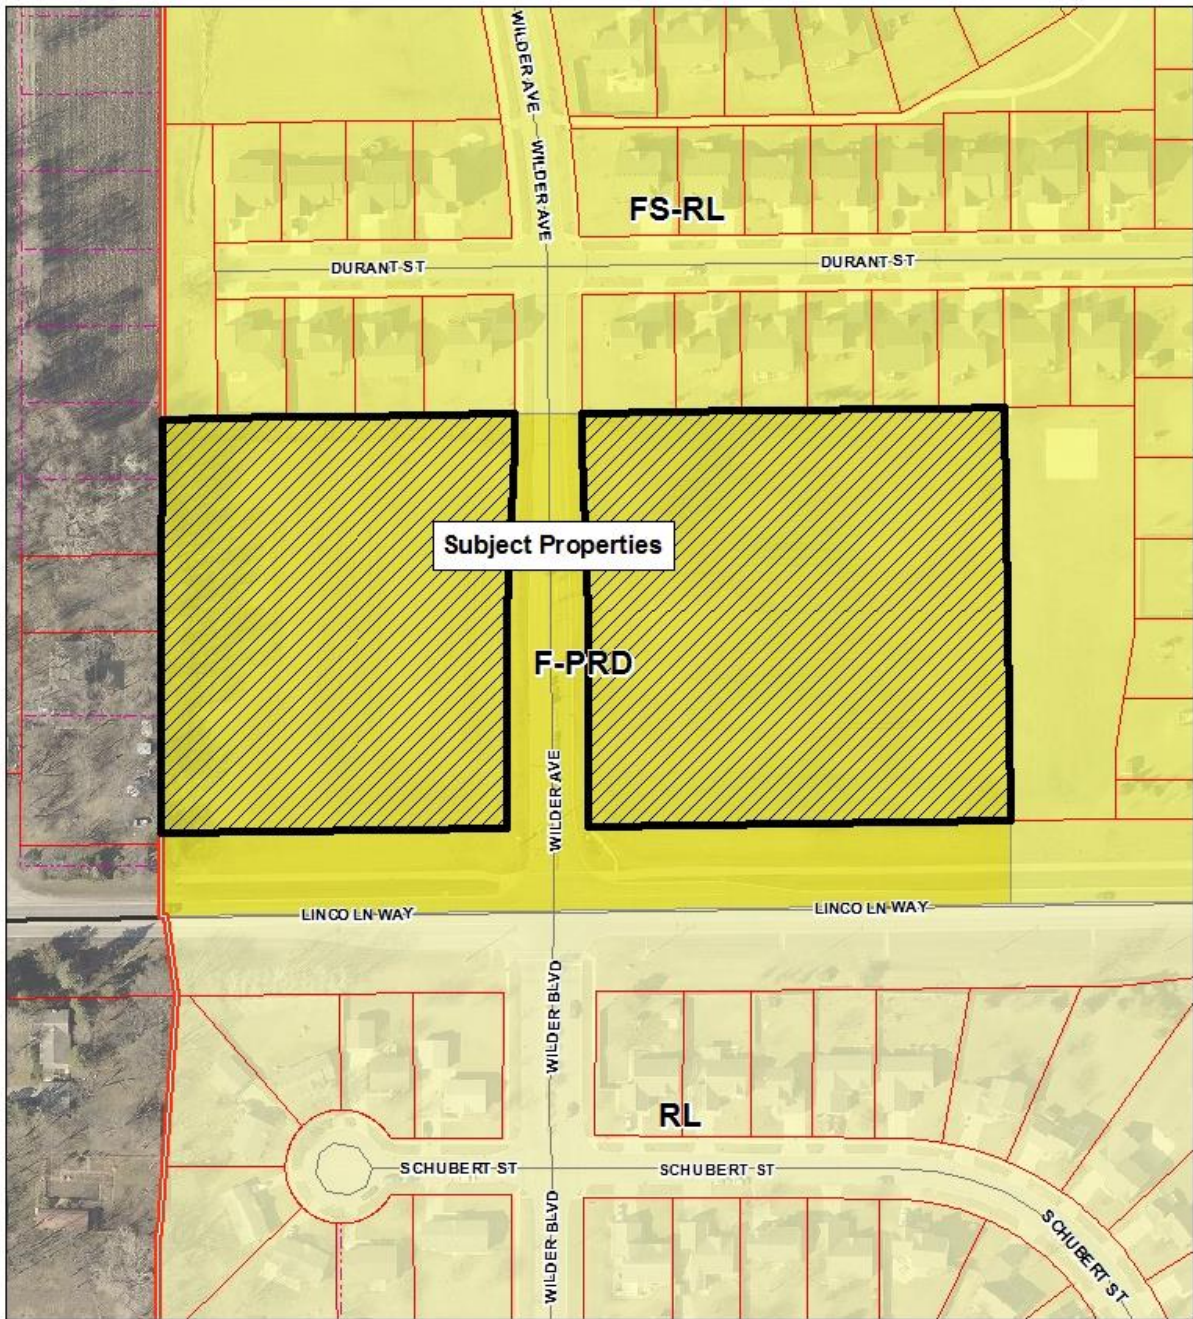 WILDER AVE
WILDER AVE
FS-RL
DURANT ST
DURANT ST
Subject Properties
F-PRD
WILDER AVE
LINCOLN WAY
LINCOLN WAY
WILDER BLVD
RL
SCHUBERT ST
SCHUBERT ST
WILDER BLVD
SCHUBERT ST